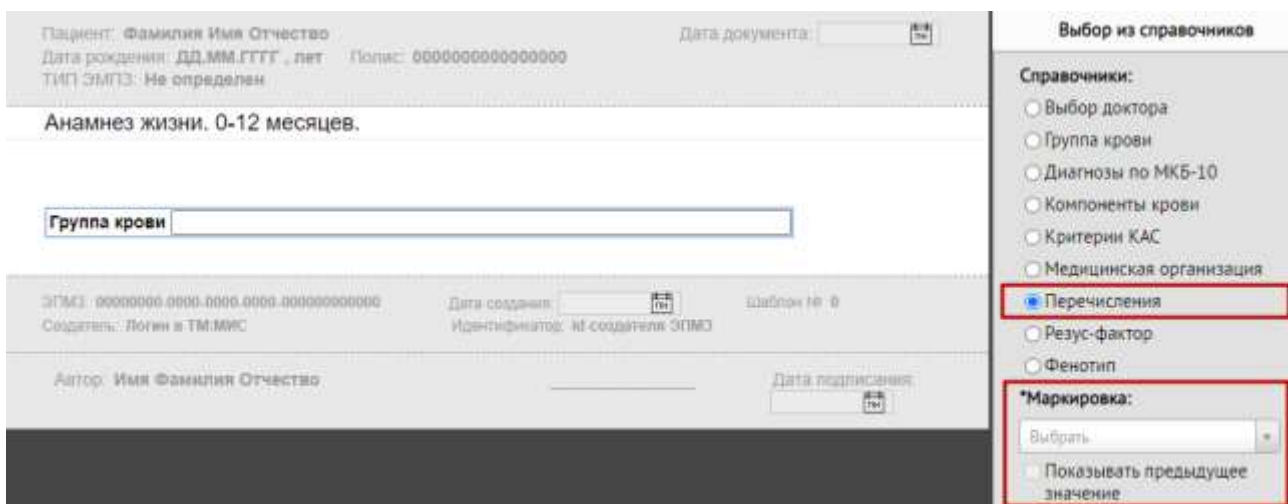 Пациент: Фамилия Имя Отчество
Дата документа:
Дата рождения: ДД.ММ.ГГГГ , лет Полис: 0000000000000000
ТИП ЭМПЗ: Не определен
Анамнез жизни. 0-12 месяцев.
Группа крови
ЭПМЗ: 00000000-0000-0000-0000-000000000000
Дата создания:
Шаблон № 0
Создатель: Логин в ТМ:МИС
Идентификатор: id создателя ЭПМЗ
Автор: Имя Фамилия Отчество
Дата подписания:
Выбор из справочников
Справочники:
Выбор доктора
Группа крови
Диагнозы по МКБ-10
Компоненты крови
Критерии КАС
Медицинская организация
Перечисления
Резус-фактор
Фенотип
*Маркировка:
Выбрать
Показывать предыдущее
значение